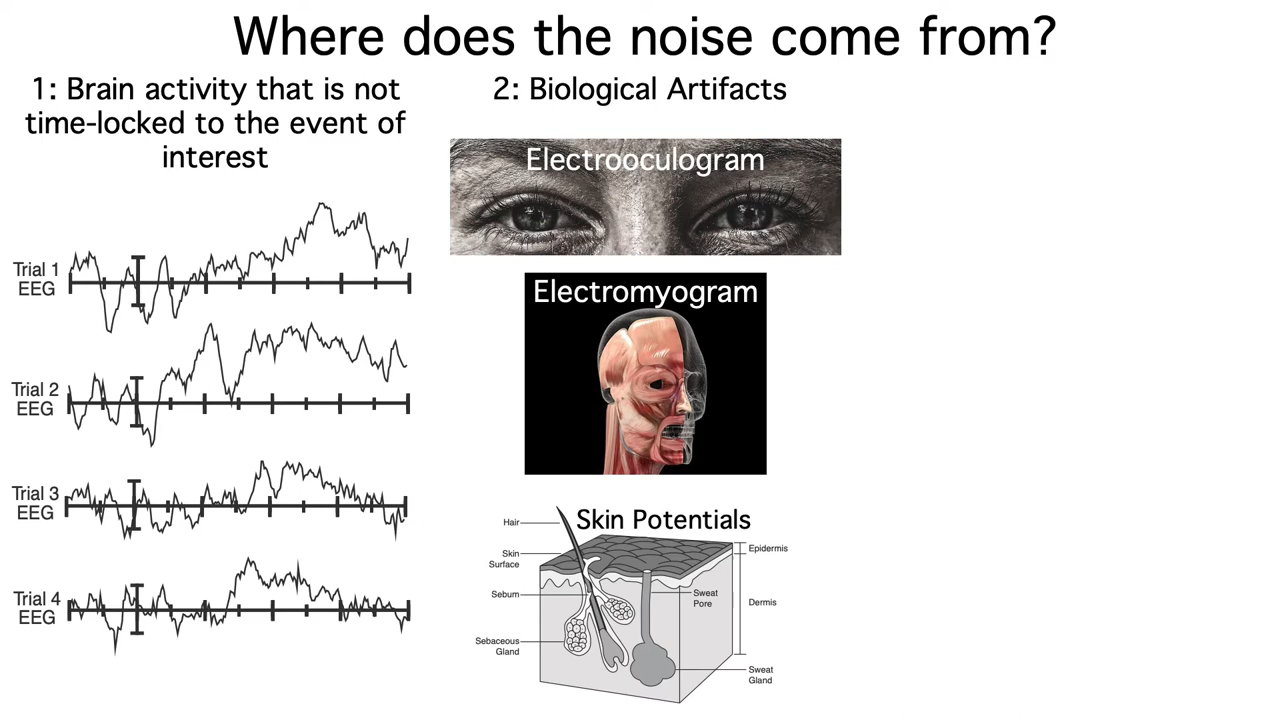 Where does the noise come from?
1: Brain activity that is not
time-locked to the event of
interest
Trial 1
EEG
Trial 2
EEG
Trial 3
EEG
Trial 4
EEG
2: Biological Artifacts
Electrooculogram
Electromyogram
Skin Potentials
Hair
Skin
Surface
Sebum
Sebaceous
Gland
Epidermis
Sweat
Pore
Dermis
Sweat
Gland